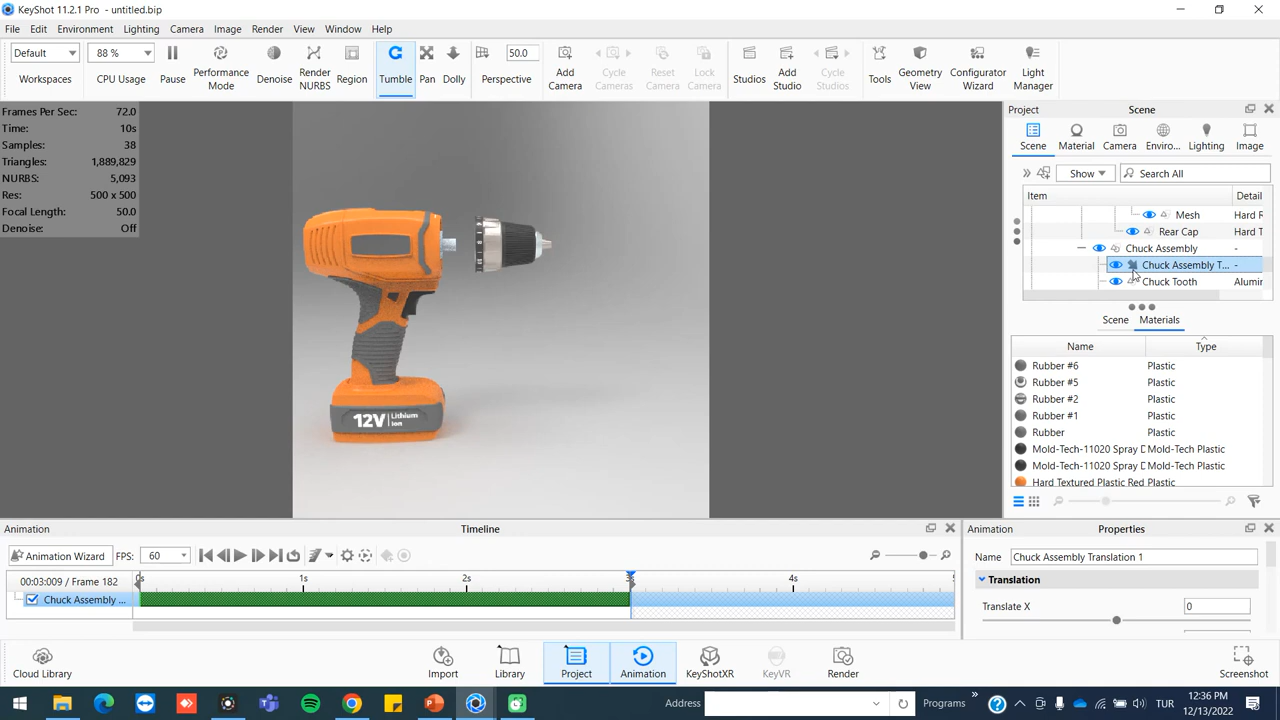 KeyShot 11.2.1 Pro - untitled.bip
File Edit Environment Lighting Camera Image Render View Window Help
Default 88 % 50.0
Workspaces CPU Usage Pause Performance Mode Denoise Render NURBS Region Tumble Pan Dolly Perspective Add Camera Cycle Cameras Reset Camera Lock Camera Studios Add Studio Cycle Studios Tools Geometry View Configurator Wizard Light Manager
Frames Per Sec: 72.0
Time: 10s
Samples: 38
Triangles: 1,889,829
NURBS: 5,093
Res: 500 x 500
Focal Length: 50.0
Denoise: Off
12V Lithium Ion
Project Scene
Scene Material Camera Enviro... Lighting Image
Show Search All
Item Detail
Mesh Hard R
Rear Cap Hard T
Chuck Assembly -
Chuck Assembly T... -
Chuck Tooth Alumin
Scene Materials
Name Type
Rubber #6 Plastic
Rubber #5 Plastic
Rubber #2 Plastic
Rubber #1 Plastic
Rubber Plastic
Mold-Tech-11020 Spray D Mold-Tech Plastic
Mold-Tech-11020 Spray D Mold-Tech Plastic
Hard Textured Plastic Red Plastic
Animation Timeline
Animation Wizard FPS: 60
00:03:009 / Frame 182 0s 1s 2s 3s 4s 5
Chuck Assembly ...
Animation Properties
Name Chuck Assembly Translation 1
Translation
Translate X 0
Cloud Library Import Library Project Animation KeyShotXR KeyVR Render Screenshot
Address Programs TUR 12:36 PM
12/13/2022